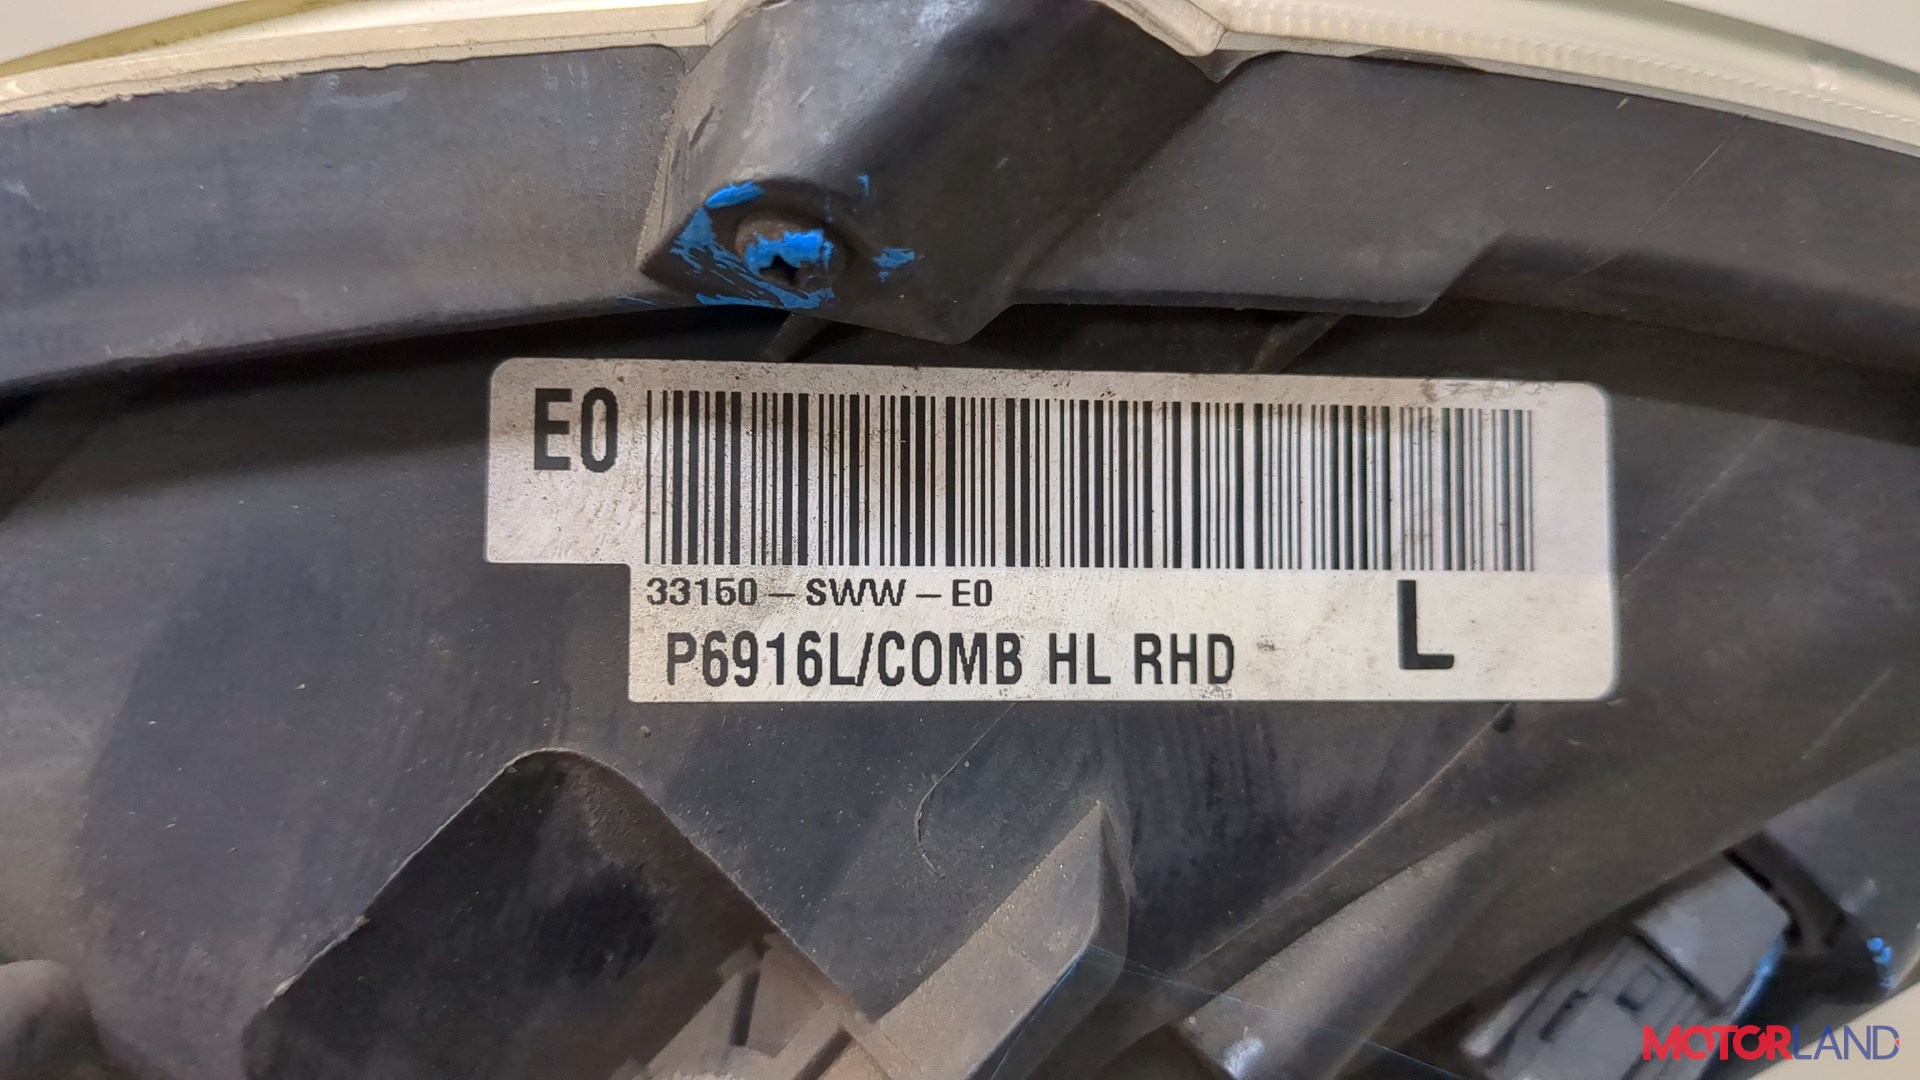 E0
33150-SWW-E0
P6916L/COMB HL RHD
L
MOTORLAND